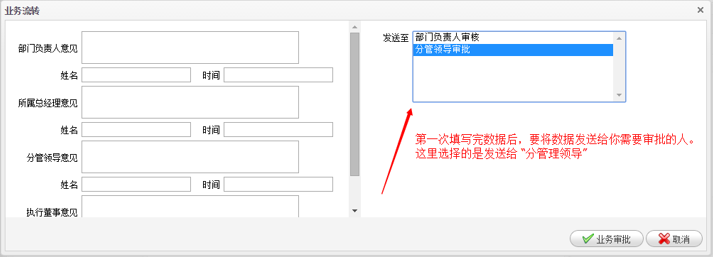 业务流转
部门负责人意见
姓名 时间
所属总经理意见
姓名 时间
分管领导意见
姓名 时间
执行董事意见
发送至
部门负责人审核
分管领导审批
第一次填写完数据后，要将数据发送给你需要审批的人。
这里选择的是发送给 “分管理领导”
业务审批 取消